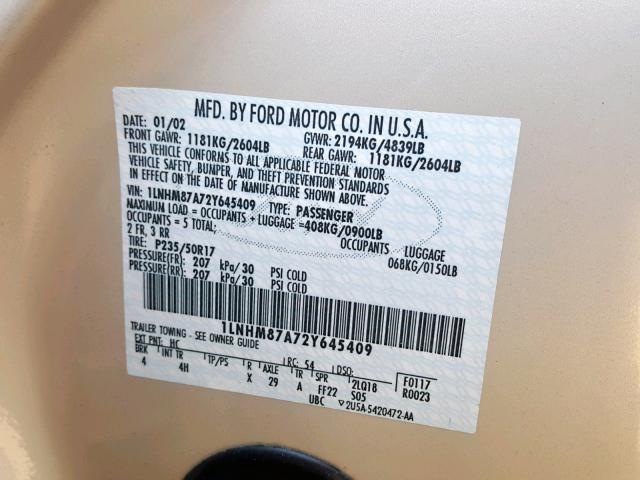 MFD. BY FORD MOTOR CO. IN U.S.A.
DATE: 01/02 GVWR: 2194KG/4839LB
FRONT GAWR: 1181KG/2604LB REAR GAWR: 1181KG/2604LB
THIS VEHICLE CONFORMS TO ALL APPLICABLE FEDERAL MOTOR
VEHICLE SAFETY, BUMPER, AND THEFT PREVENTION STANDARDS
IN EFFECT ON THE DATE OF MANUFACTURE SHOWN ABOVE.
VIN: 1LNHM87A72Y645409 TYPE: PASSENGER
MAXIMUM LOAD = OCCUPANTS + LUGGAGE =408KG/0900LB
OCCUPANTS = 5 TOTAL; OCCUPANTS LUGGAGE
2 FR, 3 RR 068KG/0150LB
TIRE: P235/50R17
PRESSURE(FR): 207 kPa/30 PSI COLD
PRESSURE(RR): 207 kPa/30 PSI COLD
1LNHM87A72Y645409
TRAILER TOWING - SEE OWNER GUIDE
EXT PNT: HC RC: 54 DSO:
BRK INT TR TP/PS R AXLE TR SPR 2LQ18 F0117
4 4H X 29 A FF22 S05 R0023
UBC ▽2U5A-5420472-AA